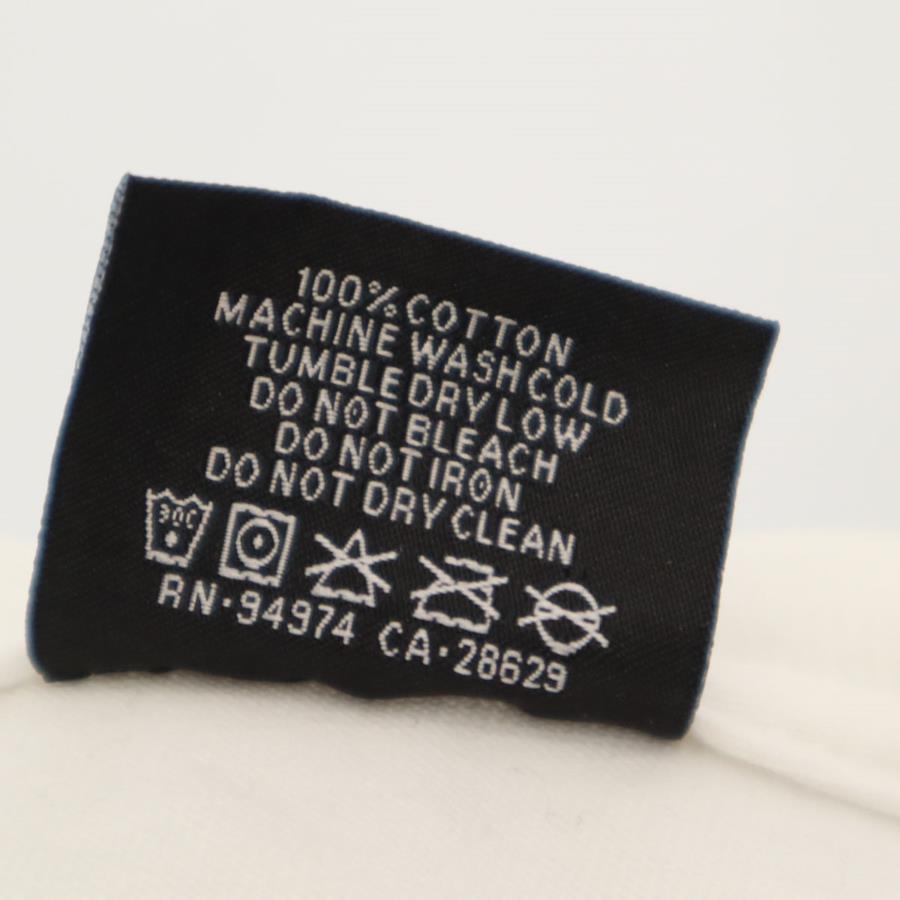 100% COTTON
MACHINE WASH COLD
TUMBLE DRY LOW
DO NOT BLEACH
DO NOT IRON
DO NOT DRY CLEAN
30C
RN·94974 CA·28629